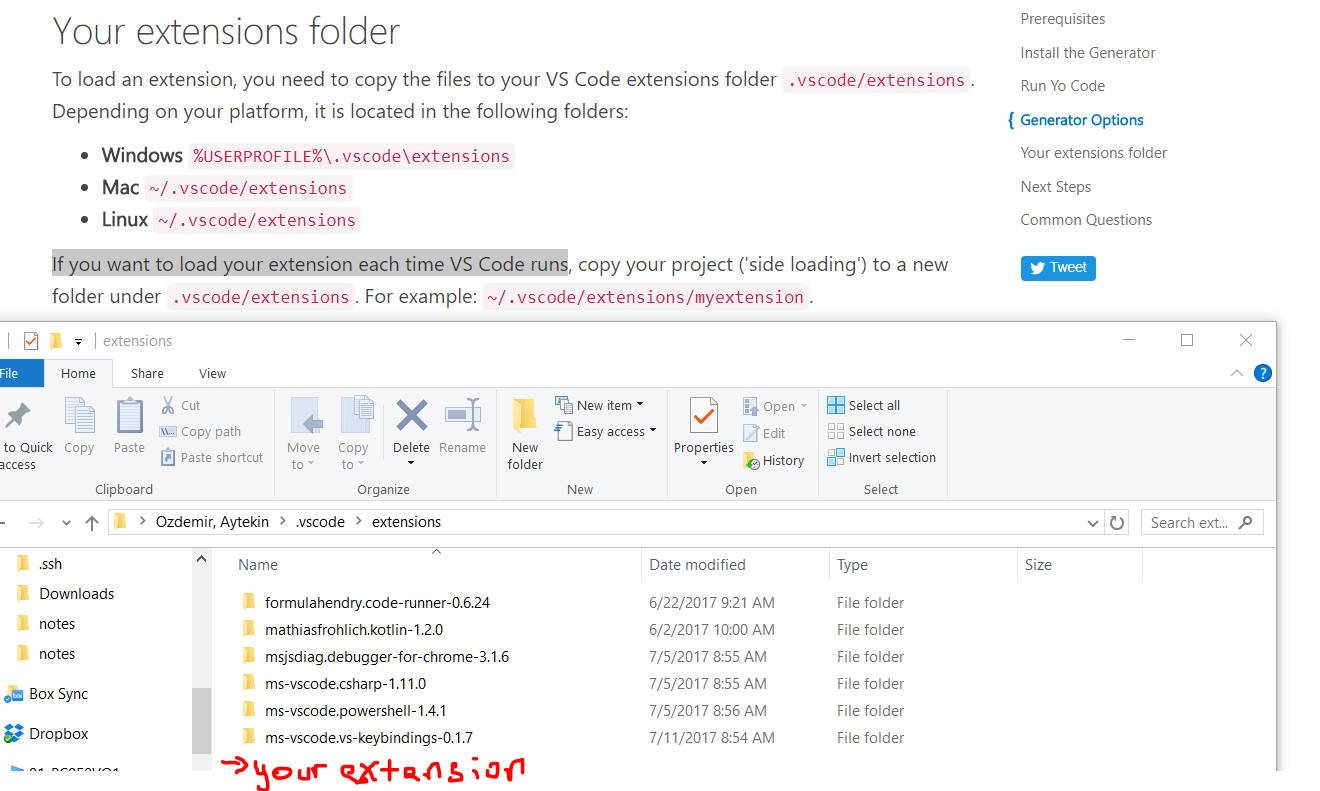 Your extensions folder
To load an extension, you need to copy the files to your VS Code extensions folder .vscode/extensions.
Depending on your platform, it is located in the following folders:
• Windows %USERPROFILE%\.vscode\extensions
• Mac ~/.vscode/extensions
• Linux ~/.vscode/extensions
If you want to load your extension each time VS Code runs, copy your project ('side loading') to a new
folder under .vscode/extensions. For example: ~/.vscode/extensions/myextension.
Prerequisites
Install the Generator
Run Yo Code
{ Generator Options
Your extensions folder
Next Steps
Common Questions
Tweet
extensions
File Home Share View
to Quick
access
Copy
Paste
Cut
Copy path
Paste shortcut
Clipboard
Move
to
Copy
to
Delete
Rename
Organize
New
folder
New item
Easy access
New
Properties
Open
Edit
History
Open
Select all
Select none
Invert selection
Select
Ozdemir, Aytekin > .vscode > extensions
Search ext...
.ssh
Downloads
notes
notes
Box Sync
Dropbox
Name Date modified Type Size
formulahendry.code-runner-0.6.24 6/22/2017 9:21 AM File folder
mathiasfrohlich.kotlin-1.2.0 6/2/2017 10:00 AM File folder
msjsdiag.debugger-for-chrome-3.1.6 7/5/2017 8:55 AM File folder
ms-vscode.csharp-1.11.0 7/5/2017 8:55 AM File folder
ms-vscode.powershell-1.4.1 7/5/2017 8:56 AM File folder
ms-vscode.vs-keybindings-0.1.7 7/11/2017 8:54 AM File folder
→ your extension